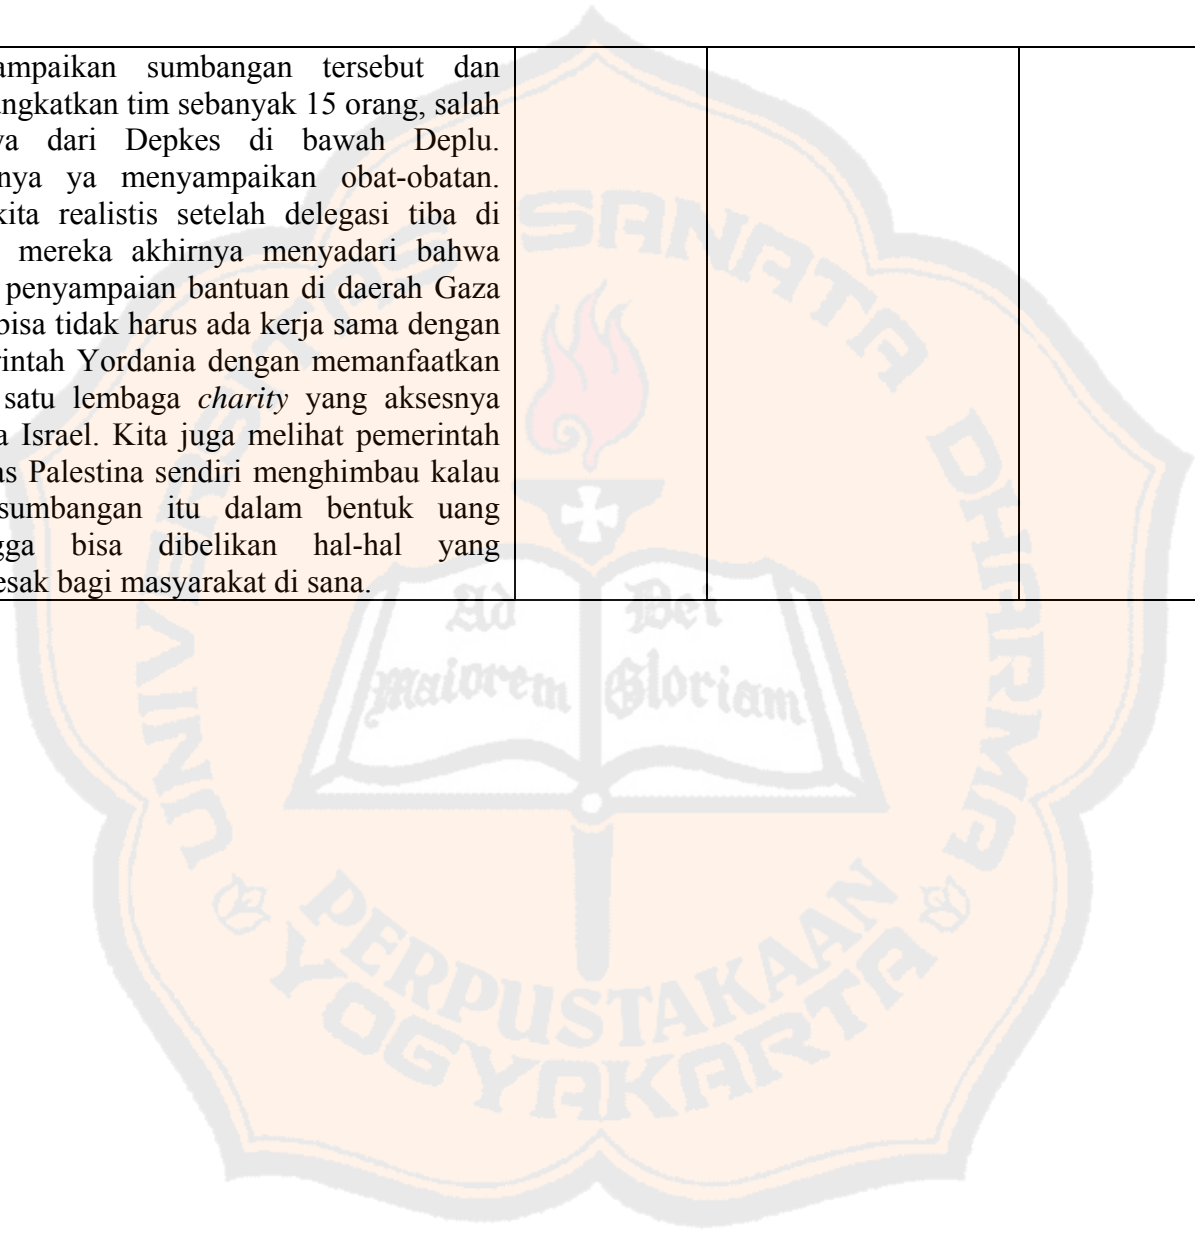 ampaikan sumbangan tersebut dan
ngkatkan tim sebanyak 15 orang, salah
ya dari Depkes di bawah Deplu.
nya ya menyampaikan obat-obatan.
kita realistis setelah delegasi tiba di
mereka akhirnya menyadari bahwa
penyampaian bantuan di daerah Gaza
bisa tidak harus ada kerja sama dengan
rintah Yordania dengan memanfaatkan
satu lembaga charity yang aksesnya
a Israel. Kita juga melihat pemerintah
as Palestina sendiri menghimbau kalau
sumbangan itu dalam bentuk uang
gga bisa dibelikan hal-hal yang
esak bagi masyarakat di sana.
UNIVERSITAS SANATA DHARMA
Ad Dei
Maiorem Gloriam
PERPUSTAKAAN
YOGYAKARTA